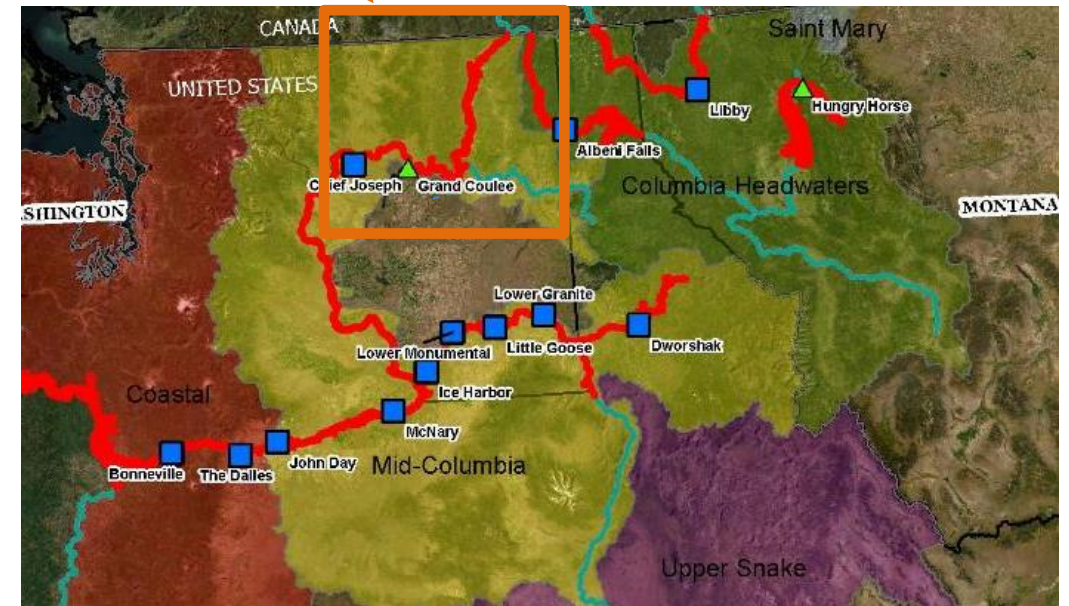 CANADA
Saint Mary
UNITED STATES
Libby
Hungry Horse
Albeni Falls
Chief Joseph
Grand Coulee
Columbia Headwaters
SHINGTON
MONTANA
Lower Granite
Lower Monumental
Little Goose
Dworshak
Ice Harbor
Coastal
McNary
Bonneville
The Dalles
John Day
Mid-Columbia
Upper Snake